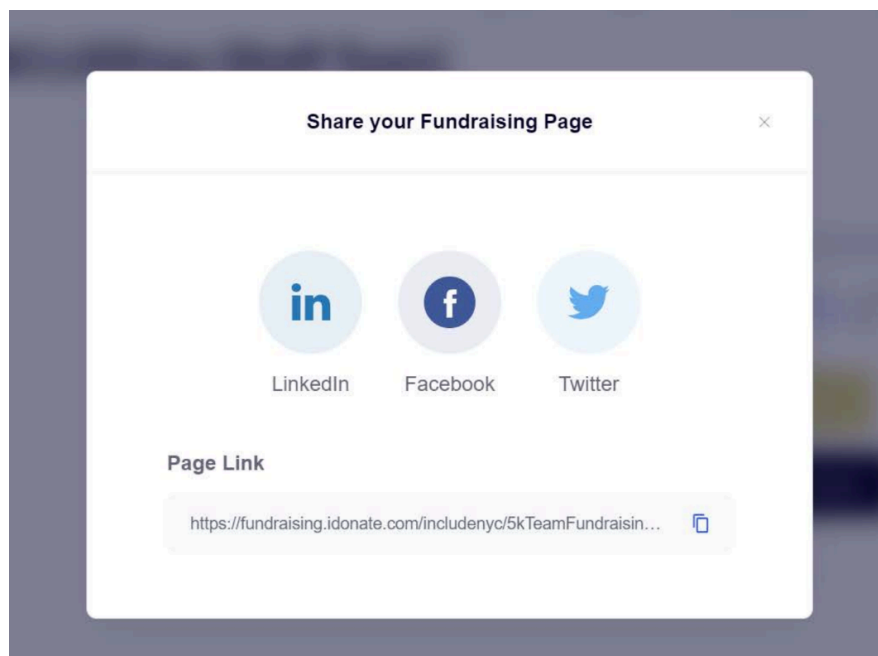 Share your Fundraising Page
in
f
LinkedIn Facebook Twitter
Page Link
https://fundraising.idonate.com/includenyc/5kTeamFundraisin...